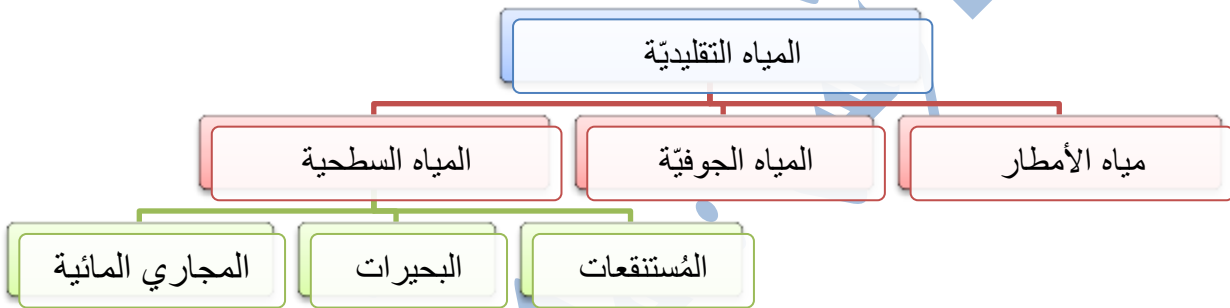 المياه التقليديّة
مياه الأمطار
المياه الجوفيّة
المياه السطحية
المُستنقعات
البحيرات
المجاري المائية